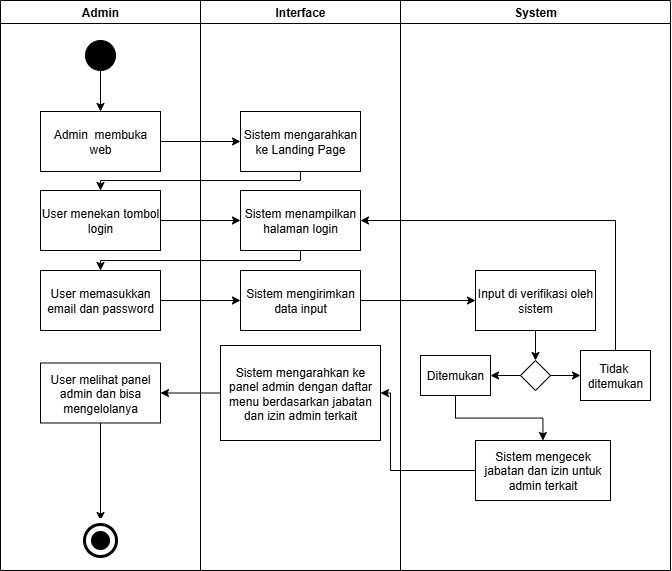 Admin
Interface
System
Admin membuka
web
Sistem mengarahkan
ke Landing Page
User menekan tombol
login
Sistem menampilkan
halaman login
User memasukkan
email dan password
Sistem mengirimkan
data input
Input di verifikasi oleh
sistem
Ditemukan
Tidak
ditemukan
Sistem mengecek
jabatan dan izin untuk
admin terkait
Sistem mengarahkan ke
panel admin dengan daftar
menu berdasarkan jabatan
dan izin admin terkait
User melihat panel
admin dan bisa
mengelolanya